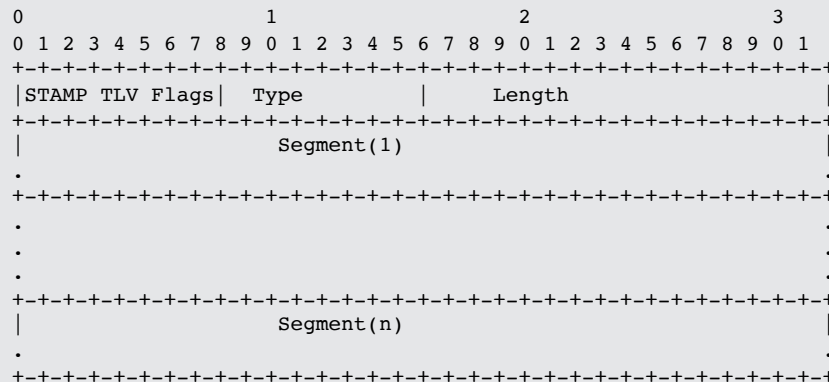 0                   1                   2                   3
0 1 2 3 4 5 6 7 8 9 0 1 2 3 4 5 6 7 8 9 0 1 2 3 4 5 6 7 8 9 0 1
+-+-+-+-+-+-+-+-+-+-+-+-+-+-+-+-+-+-+-+-+-+-+-+-+-+-+-+-+-+-+-+-+
|STAMP TLV Flags|  Type         |     Length                    |
+-+-+-+-+-+-+-+-+-+-+-+-+-+-+-+-+-+-+-+-+-+-+-+-+-+-+-+-+-+-+-+-+
|                    Segment(1)                                 |
.                                                               .
+-+-+-+-+-+-+-+-+-+-+-+-+-+-+-+-+-+-+-+-+-+-+-+-+-+-+-+-+-+-+-+-+
.                                                               .
.                                                               .
.                                                               .
+-+-+-+-+-+-+-+-+-+-+-+-+-+-+-+-+-+-+-+-+-+-+-+-+-+-+-+-+-+-+-+-+
|                    Segment(n)                                 |
.                                                               .
+-+-+-+-+-+-+-+-+-+-+-+-+-+-+-+-+-+-+-+-+-+-+-+-+-+-+-+-+-+-+-+-+